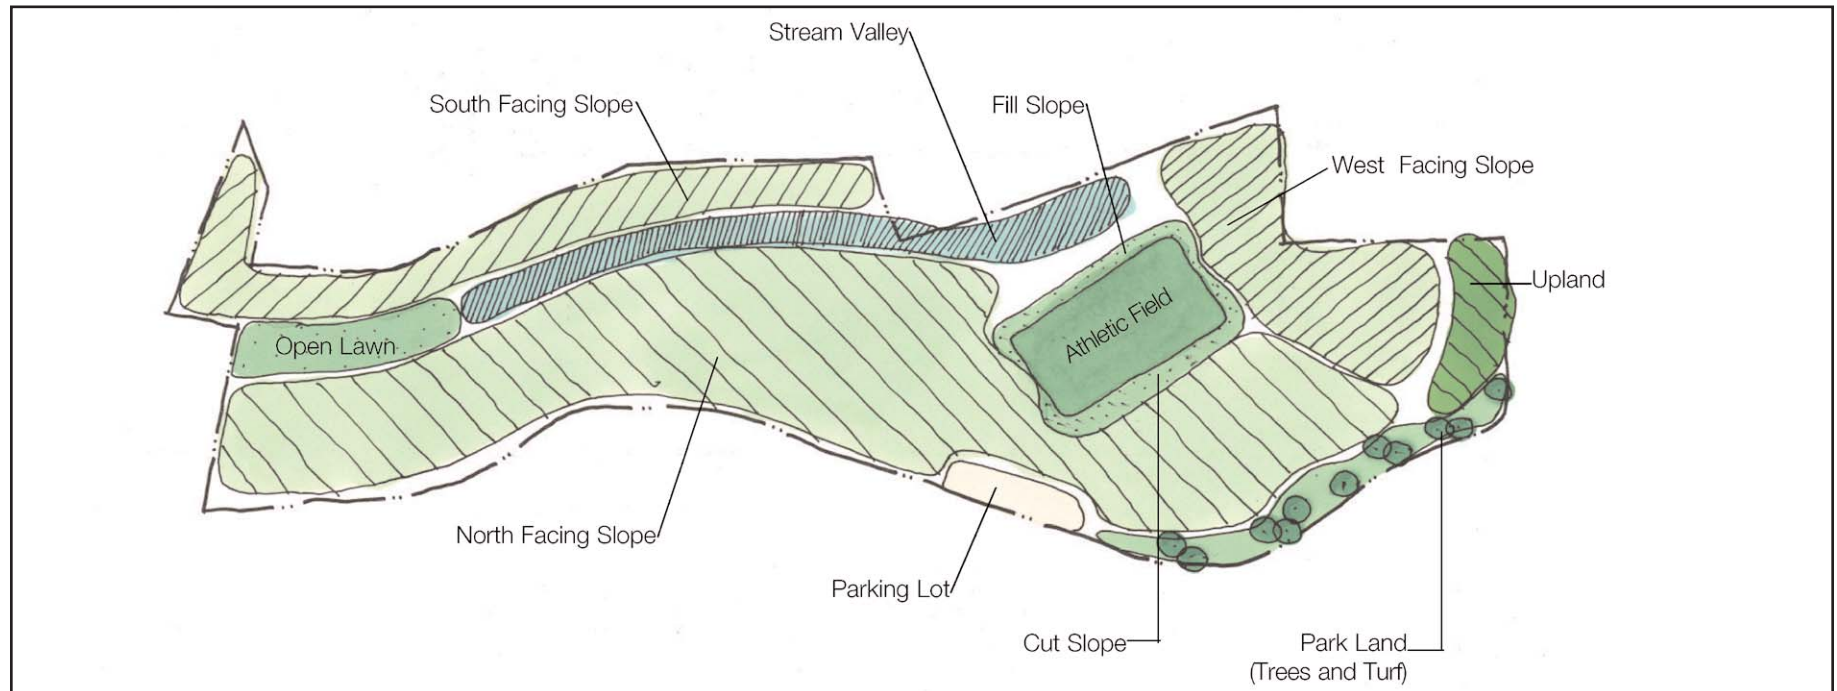 Stream Valley
South Facing Slope
Fill Slope
West Facing Slope
Upland
Open Lawn
Athletic Field
North Facing Slope
Parking Lot
Cut Slope
Park Land
(Trees and Turf)